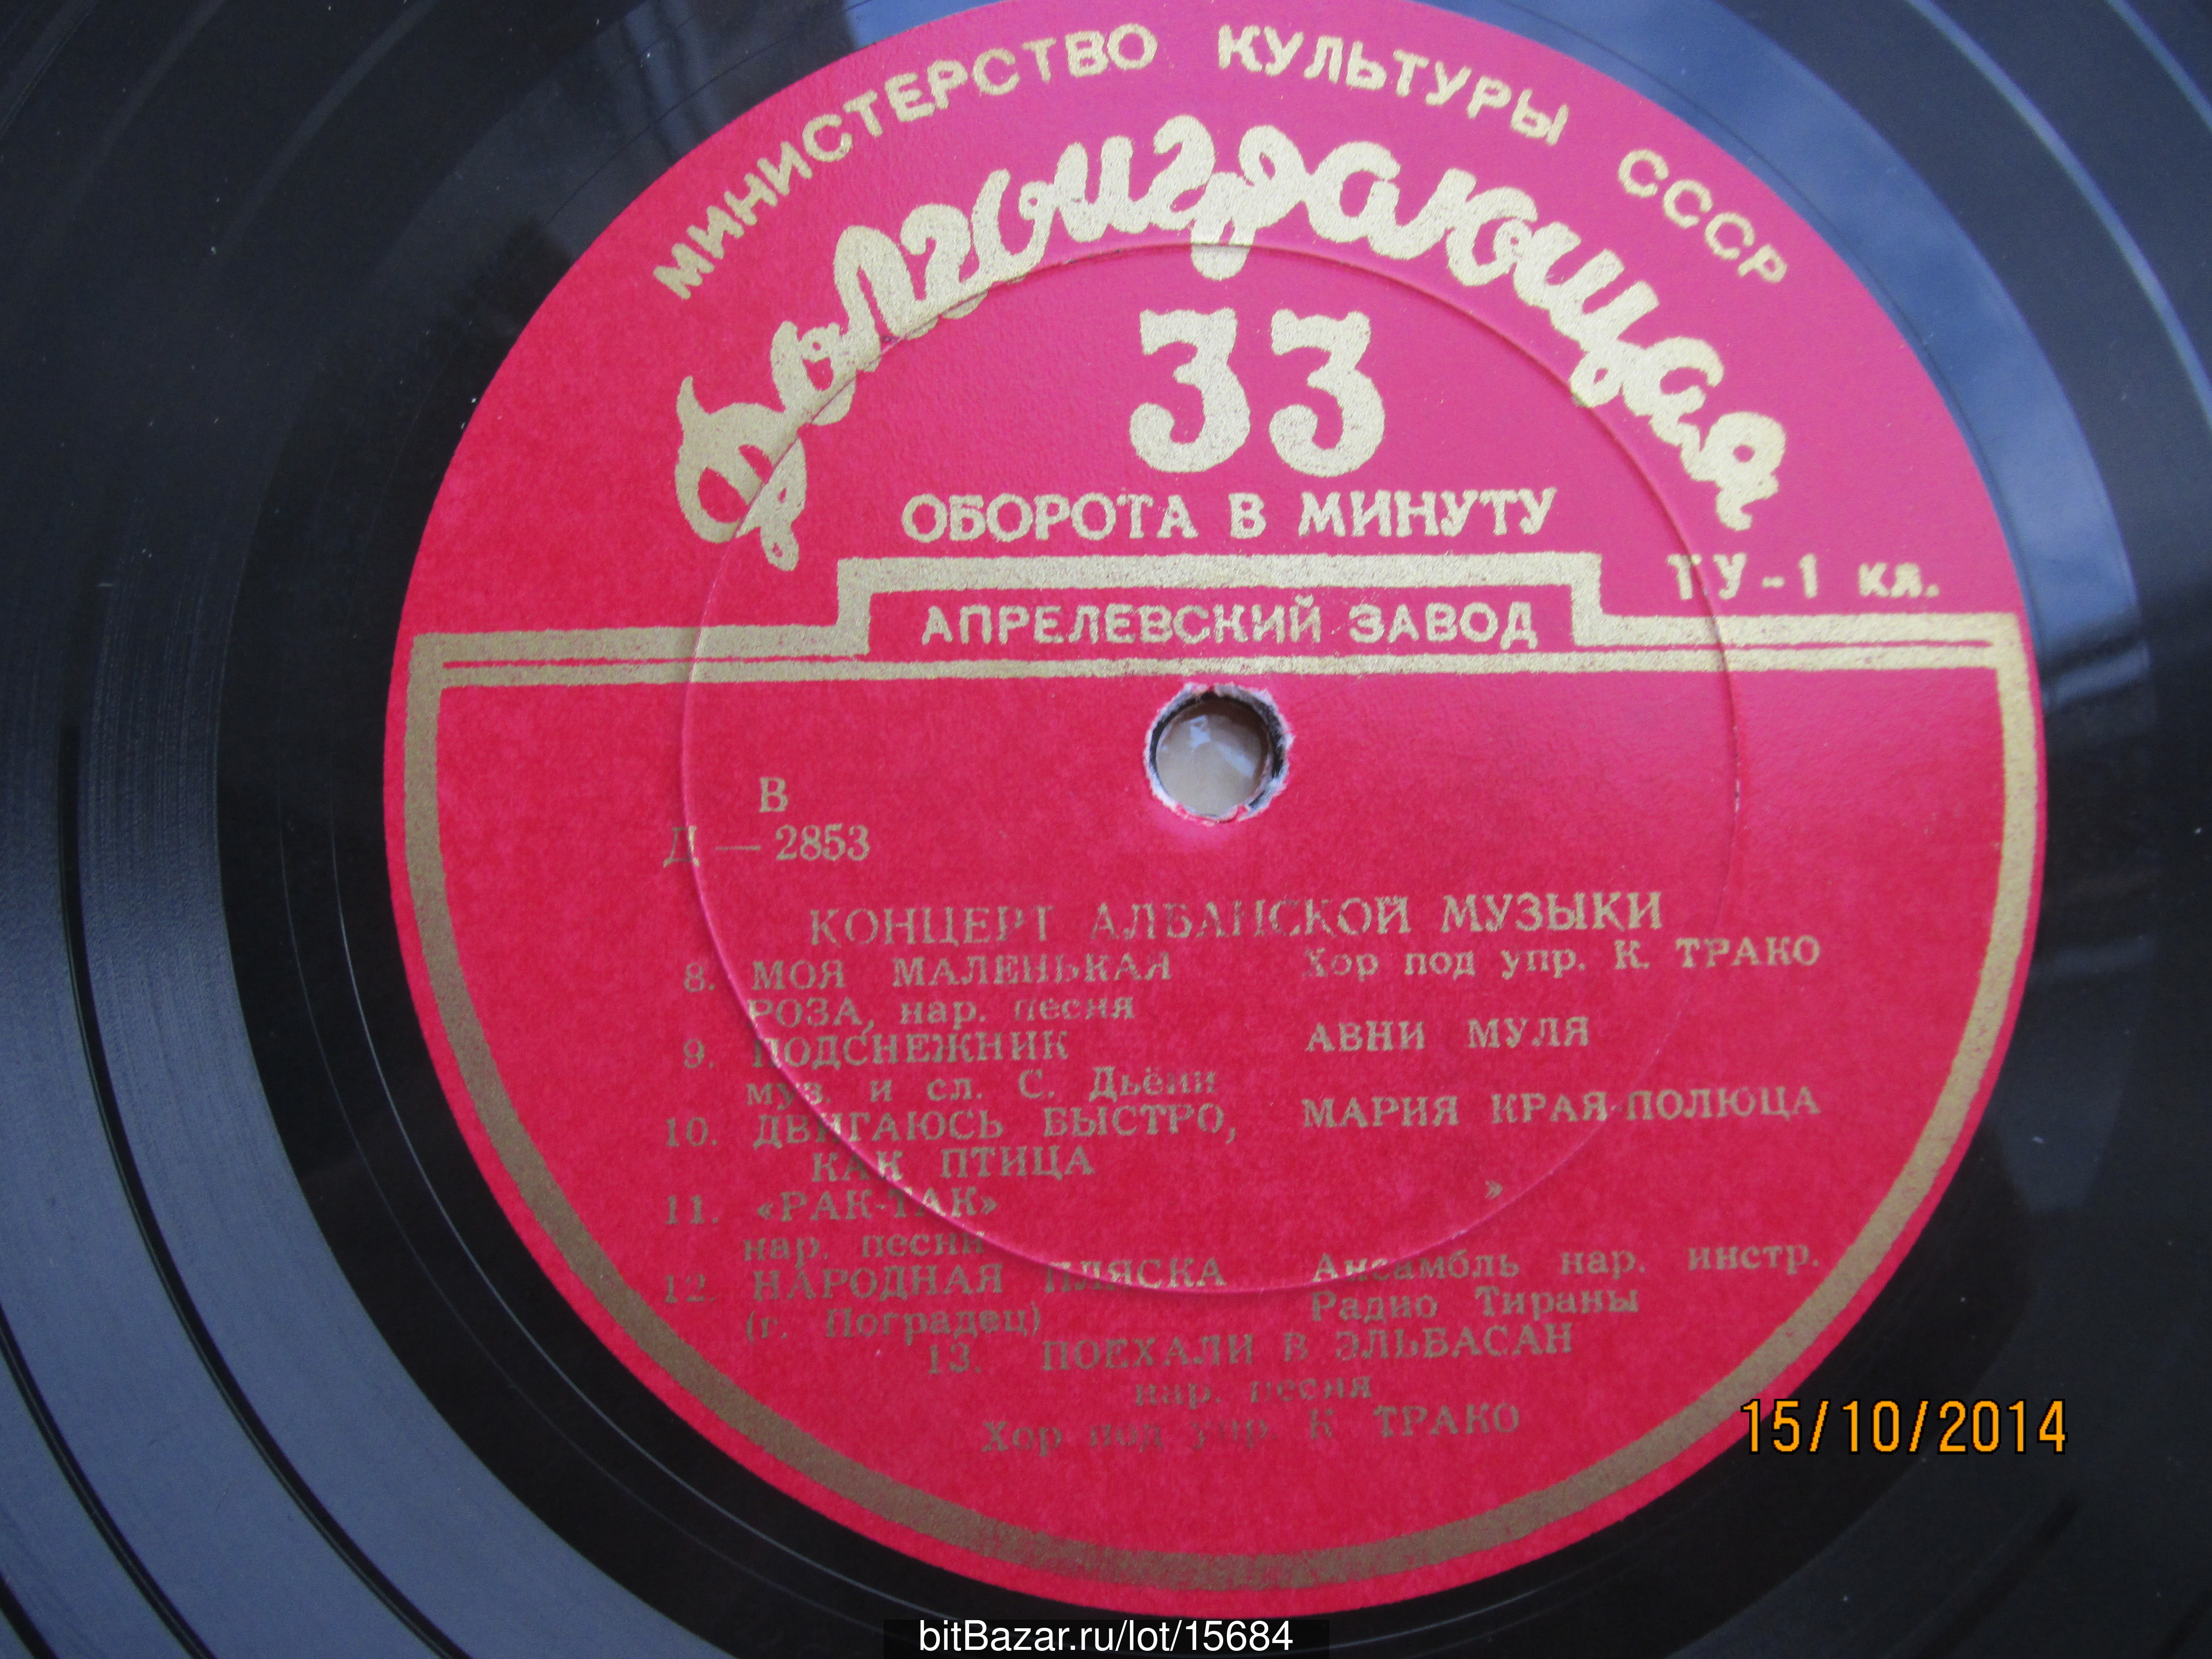 МИНИСТЕРСТВО КУЛЬТУРЫ СССР
Долгоиграющая
33
ОБОРОТА В МИНУТУ
ТУ-1 кл.
АПРЕЛЕВСКИЙ ЗАВОД
В
Д — 2853
КОНЦЕРТ АЛБАНСКОЙ МУЗЫКИ
8. МОЯ МАЛЕНЬКАЯ Хор под упр. К. ТРАКО
РОЗА, нар. песня
9. ПОДСНЕЖНИК АВНИ МУЛЯ
муз. и сл. С. Дьёни
10. ДВИГАЮСЬ БЫСТРО, МАРИЯ КРАЯ-ПОЛЮЦА
КАК ПТИЦА
11. «РАК-ТАК» »
нар. песни
12. НАРОДНАЯ ПЛЯСКА Ансамбль нар. инстр.
(г. Поградец) Радио Тираны
13. ПОЕХАЛИ В ЭЛЬБАСАН
нар. песня
Хор под упр. К ТРАКО
15/10/2014
bitBazar.ru/lot/15684